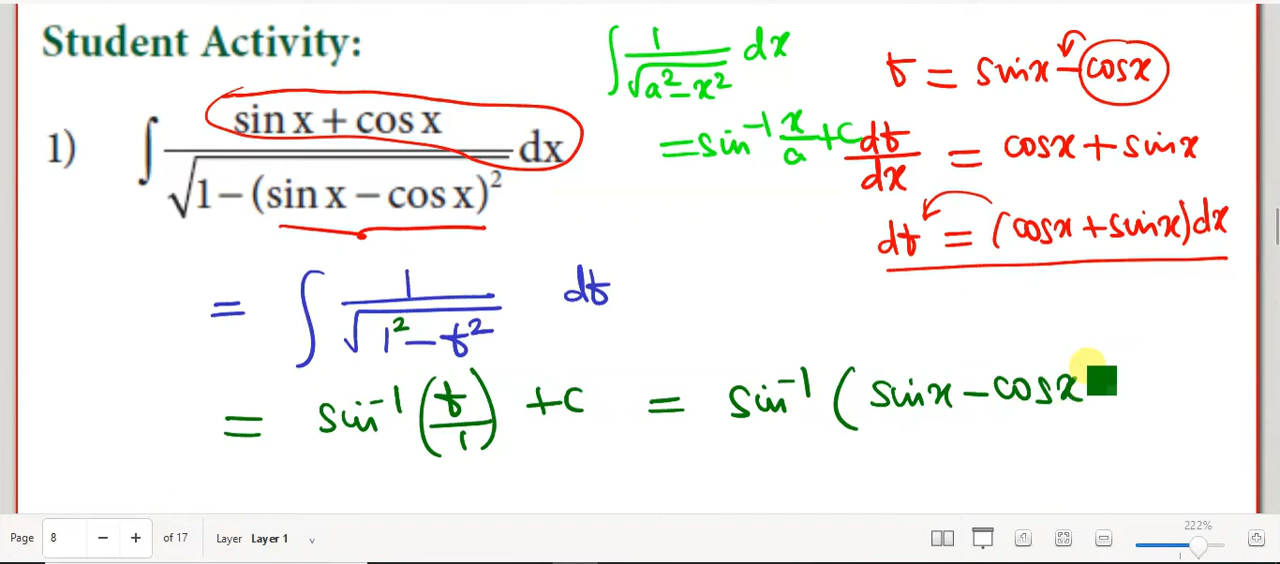 Student Activity:
1) ∫ (sin x + cos x) / √(1 – (sin x – cos x)²) dx
∫ 1 / √(a² – x²) dx
= sin⁻¹ x/a + c
t = sinx – cosx
dt/dx = cosx + sinx
dt = (cosx + sinx) dx
= ∫ 1 / √(1² – t²) dt
= sin⁻¹ (t/1) + c = sin⁻¹ ( sinx – cosx
Page 8 – + of 17 Layer Layer 1
222%